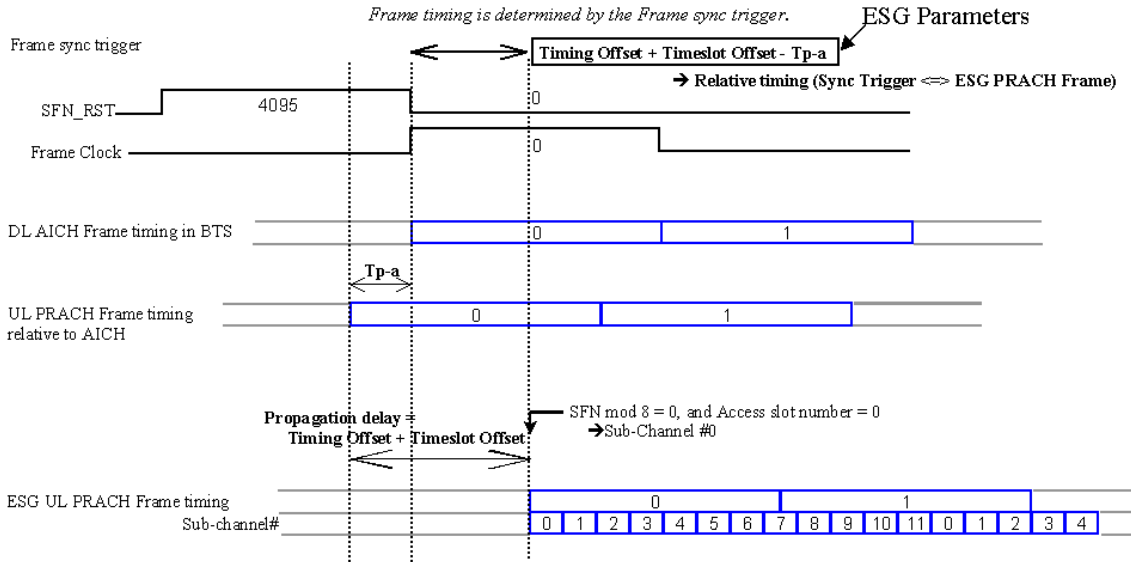 Frame timing is determined by the Frame sync trigger.
ESG Parameters
Frame sync trigger
Timing Offset + Timeslot Offset - Tp-a
→ Relative timing (Sync Trigger <=> ESG PRACH Frame)
SFN_RST
4095
0
Frame Clock
0
DL AICH Frame timing in BTS
0
1
Tp-a
UL PRACH Frame timing
relative to AICH
0
1
Propagation delay =
Timing Offset + Timeslot Offset
SFN mod 8 = 0, and Access slot number = 0
→Sub-Channel #0
ESG UL PRACH Frame timing
0
1
Sub-channel#
0 1 2 3 4 5 6 7 8 9 10 11 0 1 2 3 4